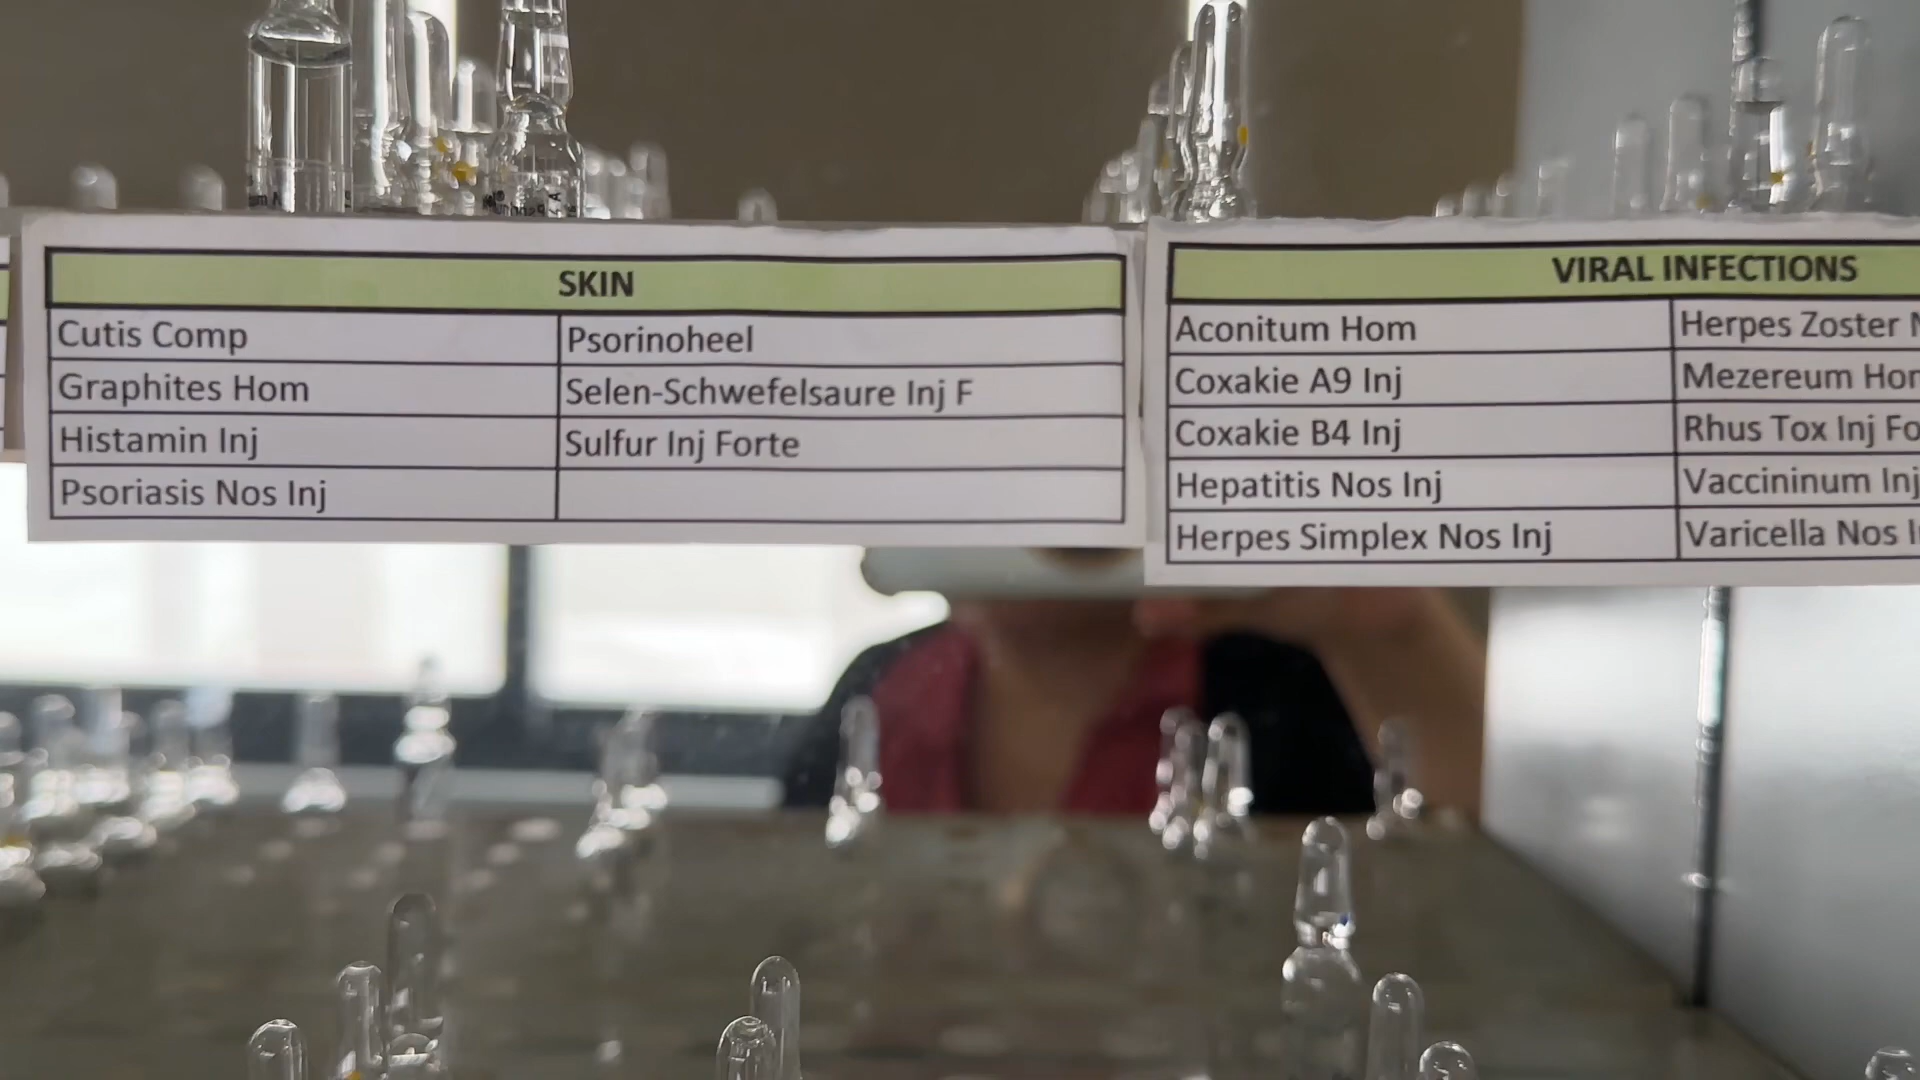 SKIN
Cutis Comp Psorinoheel
Graphites Hom Selen-Schwefelsaure Inj F
Histamin Inj Sulfur Inj Forte
Psoriasis Nos Inj
VIRAL INFECTIONS
Aconitum Hom Herpes Zoster
Coxakie A9 Inj Mezereum
Coxakie B4 Inj Rhus Tox Inj
Hepatitis Nos Inj Vaccininum Inj
Herpes Simplex Nos Inj Varicella Nos